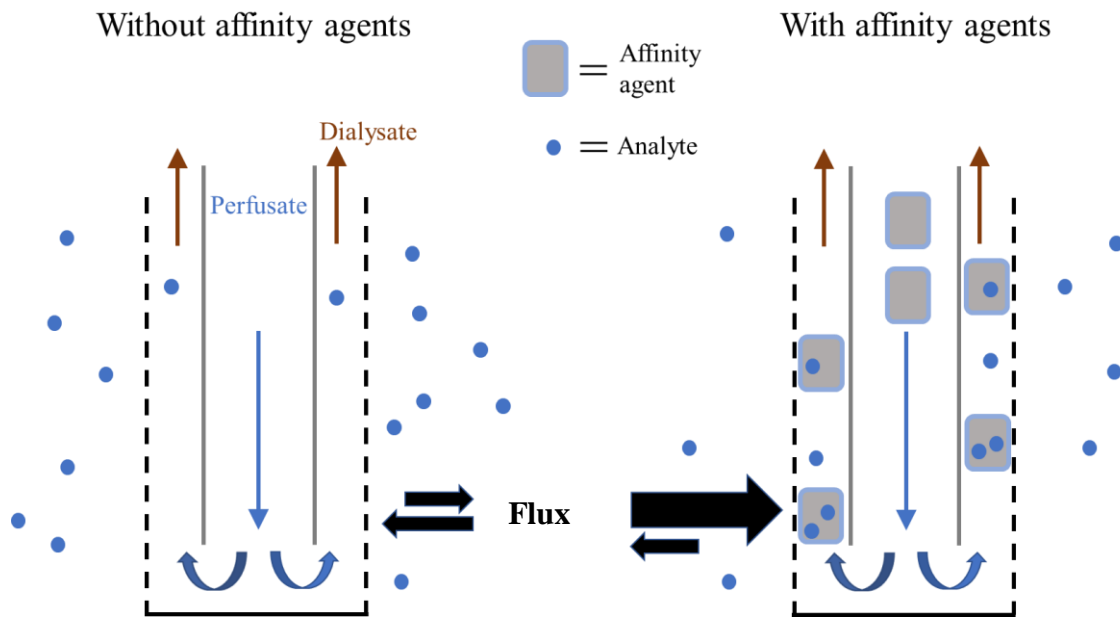 Without affinity agents
With affinity agents
= Affinity
agent
= Analyte
Dialysate
Perfusate
Flux